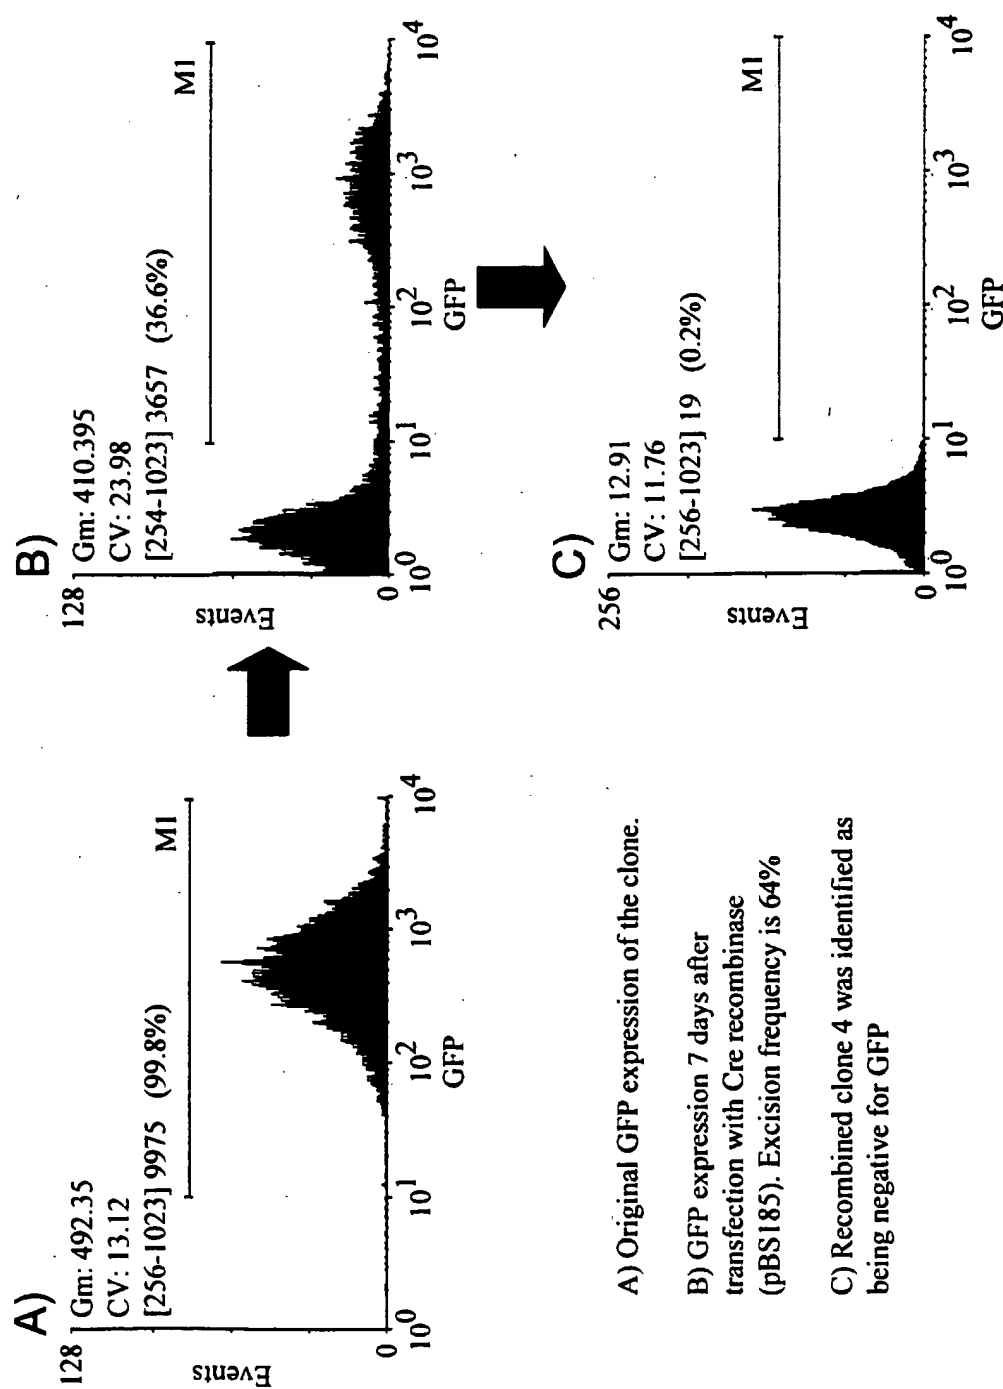 A)
128
Gm: 492.35
CV: 13.12
[256-1023] 9975 (99.8%)
M1
Events
0
10^0 10^1 10^2 10^3 10^4
GFP
B)
128
Gm: 410.395
CV: 23.98
[254-1023] 3657 (36.6%)
M1
Events
0
10^0 10^1 10^2 10^3 10^4
GFP
C)
256
Gm: 12.91
CV: 11.76
[256-1023] 19 (0.2%)
M1
Events
0
10^0 10^1 10^2 10^3 10^4
GFP
A) Original GFP expression of the clone.
B) GFP expression 7 days after
transfection with Cre recombinase
(pBS185). Excision frequency is 64%
C) Recombined clone 4 was identified as
being negative for GFP